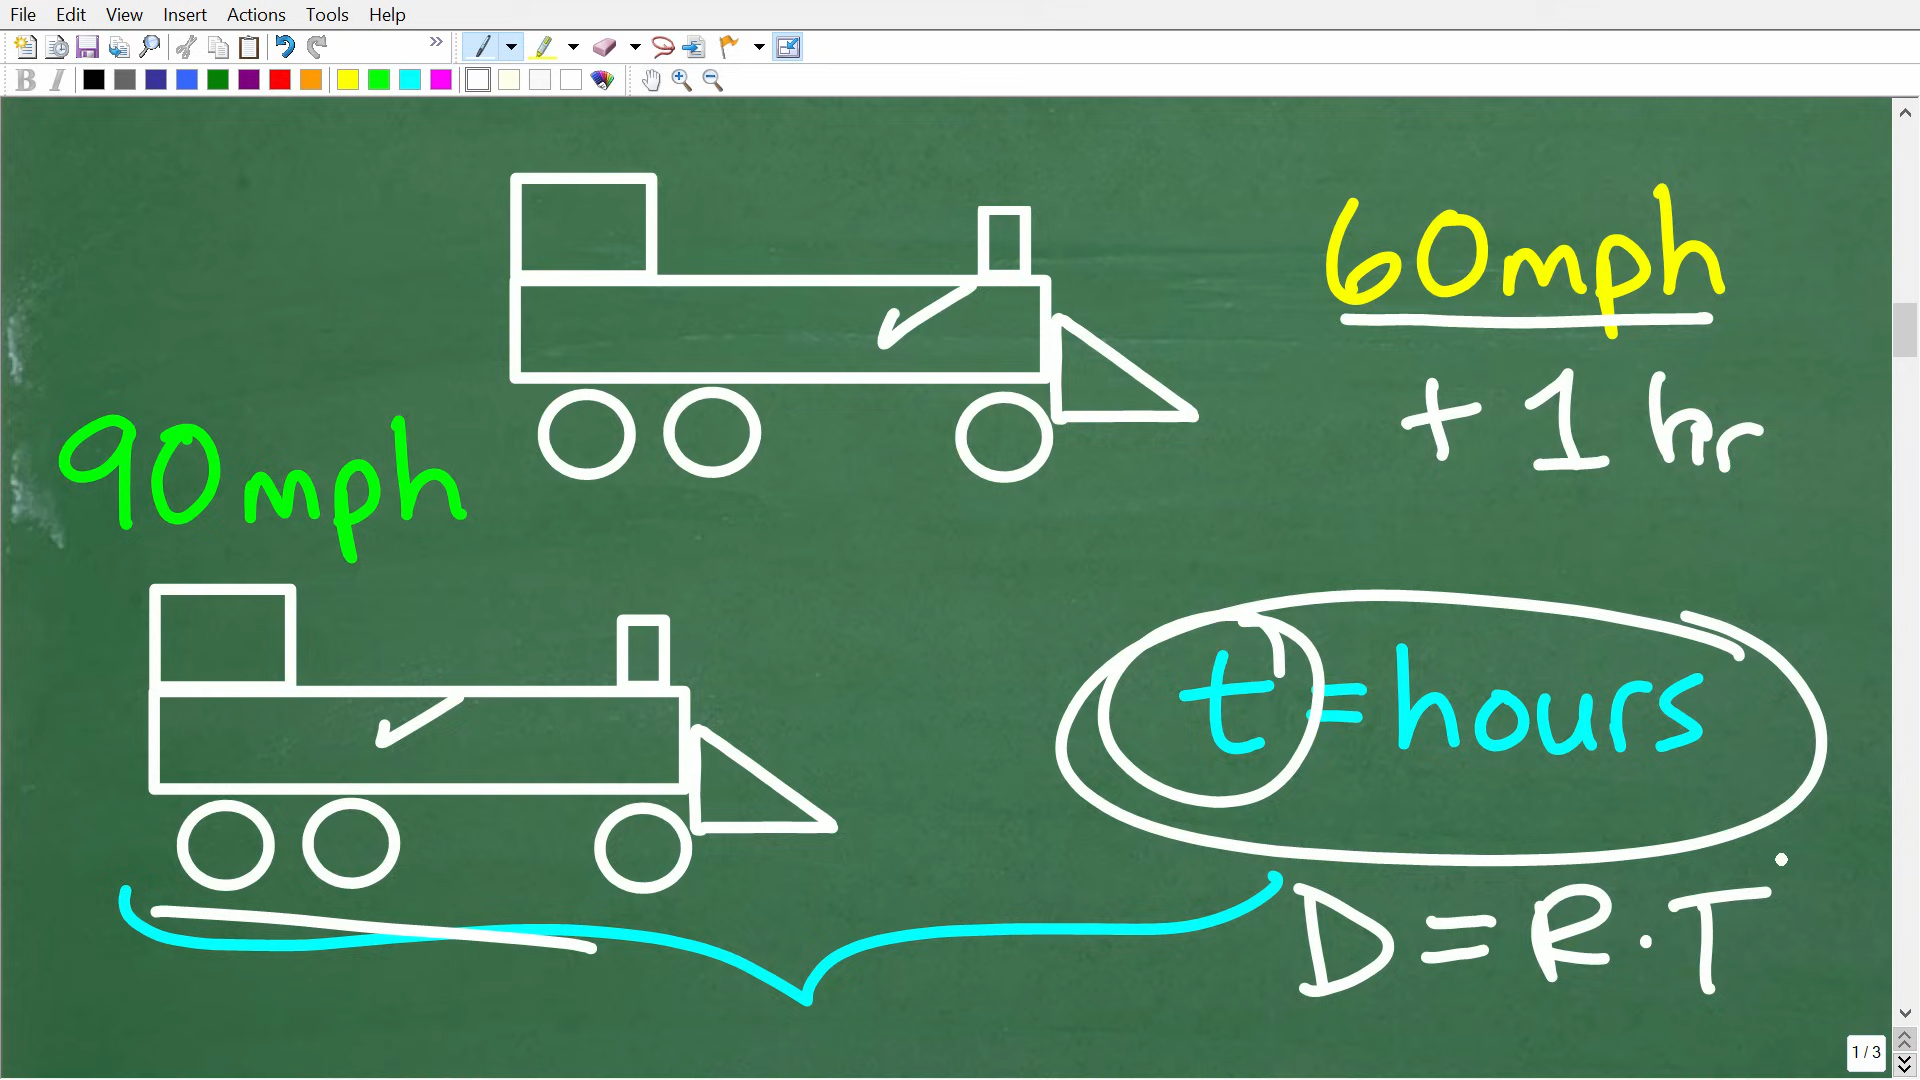 File Edit View Insert Actions Tools Help
B I
60mph
+ 1 hr
90mph
t = hours
D = R · T
1 / 3